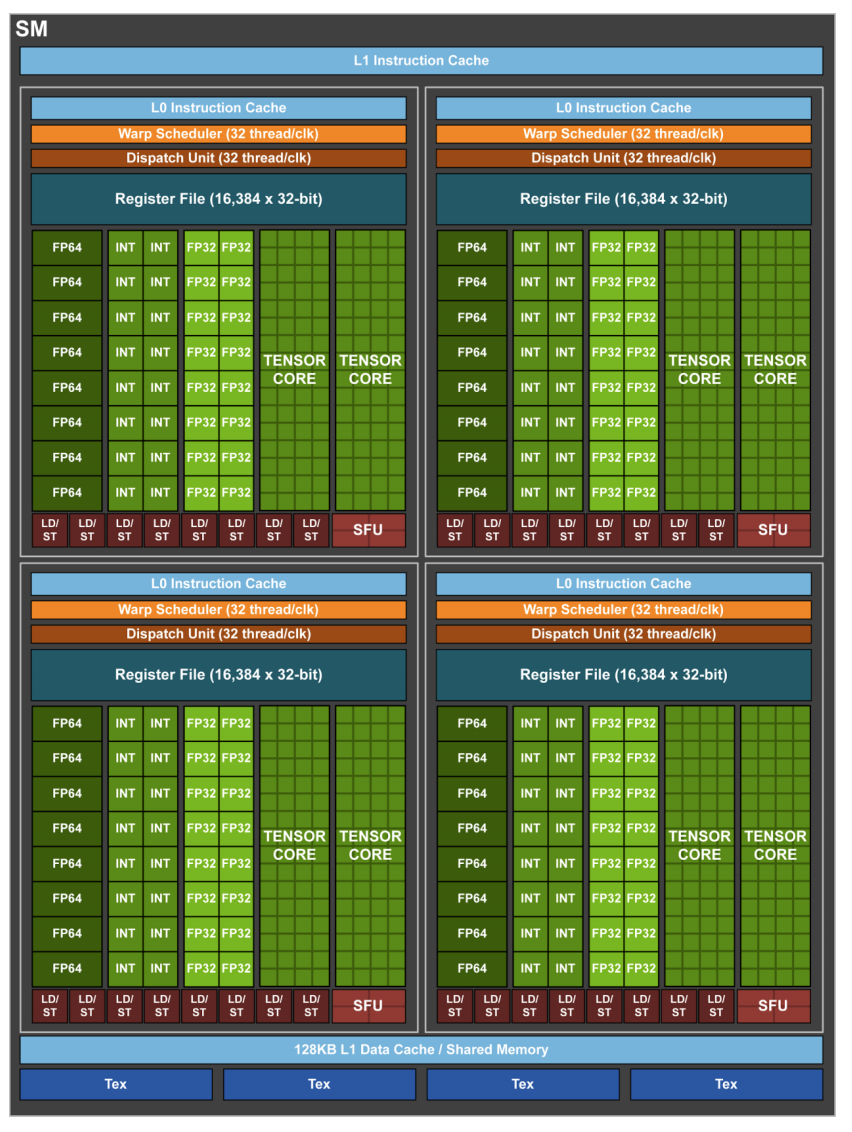 SM
L1 Instruction Cache
L0 Instruction Cache
Warp Scheduler (32 thread/clk)
Dispatch Unit (32 thread/clk)
Register File (16,384 x 32-bit)
FP64 INT INT FP32 FP32
FP64 INT INT FP32 FP32
FP64 INT INT FP32 FP32
FP64 INT INT FP32 FP32
TENSOR CORE TENSOR CORE
FP64 INT INT FP32 FP32
FP64 INT INT FP32 FP32
FP64 INT INT FP32 FP32
FP64 INT INT FP32 FP32
LD/ST LD/ST LD/ST LD/ST LD/ST LD/ST LD/ST LD/ST SFU
L0 Instruction Cache
Warp Scheduler (32 thread/clk)
Dispatch Unit (32 thread/clk)
Register File (16,384 x 32-bit)
FP64 INT INT FP32 FP32
FP64 INT INT FP32 FP32
FP64 INT INT FP32 FP32
FP64 INT INT FP32 FP32
TENSOR CORE TENSOR CORE
FP64 INT INT FP32 FP32
FP64 INT INT FP32 FP32
FP64 INT INT FP32 FP32
FP64 INT INT FP32 FP32
LD/ST LD/ST LD/ST LD/ST LD/ST LD/ST LD/ST LD/ST SFU
L0 Instruction Cache
Warp Scheduler (32 thread/clk)
Dispatch Unit (32 thread/clk)
Register File (16,384 x 32-bit)
FP64 INT INT FP32 FP32
FP64 INT INT FP32 FP32
FP64 INT INT FP32 FP32
FP64 INT INT FP32 FP32
TENSOR CORE TENSOR CORE
FP64 INT INT FP32 FP32
FP64 INT INT FP32 FP32
FP64 INT INT FP32 FP32
FP64 INT INT FP32 FP32
LD/ST LD/ST LD/ST LD/ST LD/ST LD/ST LD/ST LD/ST SFU
L0 Instruction Cache
Warp Scheduler (32 thread/clk)
Dispatch Unit (32 thread/clk)
Register File (16,384 x 32-bit)
FP64 INT INT FP32 FP32
FP64 INT INT FP32 FP32
FP64 INT INT FP32 FP32
FP64 INT INT FP32 FP32
TENSOR CORE TENSOR CORE
FP64 INT INT FP32 FP32
FP64 INT INT FP32 FP32
FP64 INT INT FP32 FP32
FP64 INT INT FP32 FP32
LD/ST LD/ST LD/ST LD/ST LD/ST LD/ST LD/ST LD/ST SFU
128KB L1 Data Cache / Shared Memory
Tex Tex Tex Tex